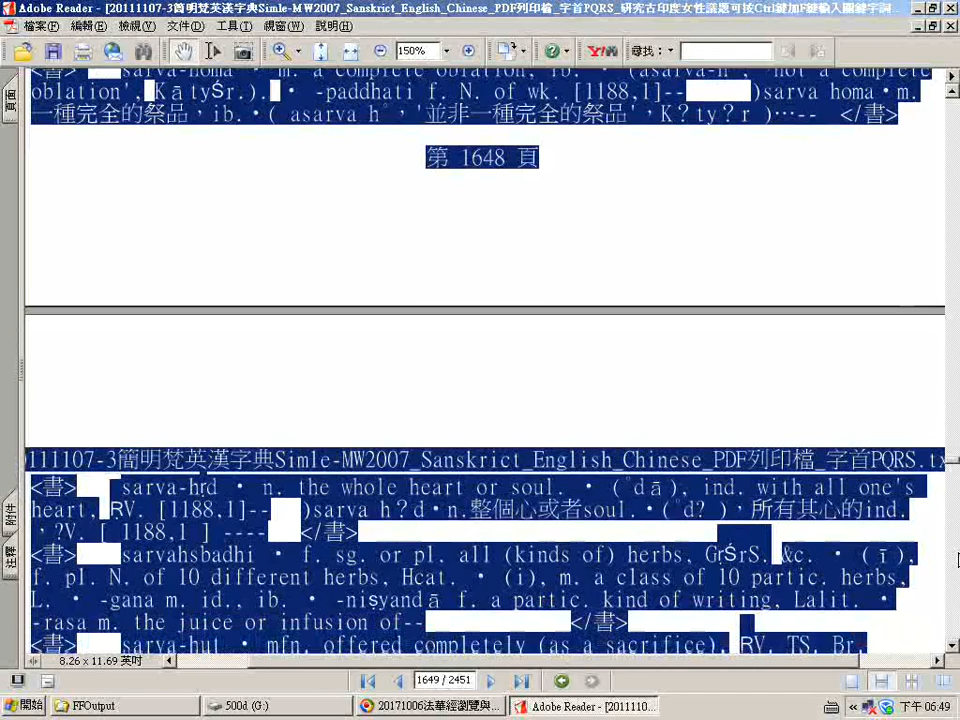 Adobe Reader - [20111107-3簡明梵英漢字典Simle-MW2007_Sanskrict_English_Chinese_PDF列印檔_字首PQRS_研究古印度女性議題可按Ctrl鍵加F鍵輸入關鍵字詞...
檔案(F) 編輯(E) 檢視(V) 文件(D) 工具(T) 視窗(W) 說明(H)
150% 尋找：
頁面
<書> sarva-homa ‧ m. a complete oblation, ib. ‧ (asarva-h˚, 'not a complete
oblation', KātyŚr.). ‧ -paddhati f. N. of wk. [1188,1]-- )sarva homa‧m.
一種完全的祭品，ib.‧( asarva h˚，'並非一種完全的祭品'，K？ty？r )…-- </書>
第 1648 頁
0111107-3簡明梵英漢字典Simle-MW2007_Sanskrict_English_Chinese_PDF列印檔_字首PQRS.tx
<書> sarva-hṛd ‧ n. the whole heart or soul. ‧ (˚dā), ind. with all one's
heart, ṚV. [1188,1]-- )sarva h？d‧n.整個心或者soul.‧(˚d？)，所有其心的ind.
，?V. [ 1188,1 ] ---- </書>
<書> sarvahsbadhi ‧ f. sg. or pl. all (kinds of) herbs, GṛŚrS. &c. ‧ (ī),
f. pl. N. of 10 different herbs, Hcat. ‧ (i), m. a class of 10 partic. herbs,
L. ‧ -gana m. id., ib. ‧ -niṣyandā f. a partic. kind of writing, Lalit. ‧
-rasa m. the juice or infusion of-- </書>
<書> sarva-hut ‧ mfn. offered completely (as a sacrifice), ṚV. TS. Br.
附件
注釋
8.26 x 11.69 英吋
1649 / 2451
開始 FFOutput 500d (G:) 20171006法華經瀏覽與... Adobe Reader - [2011110... 下午 06:49